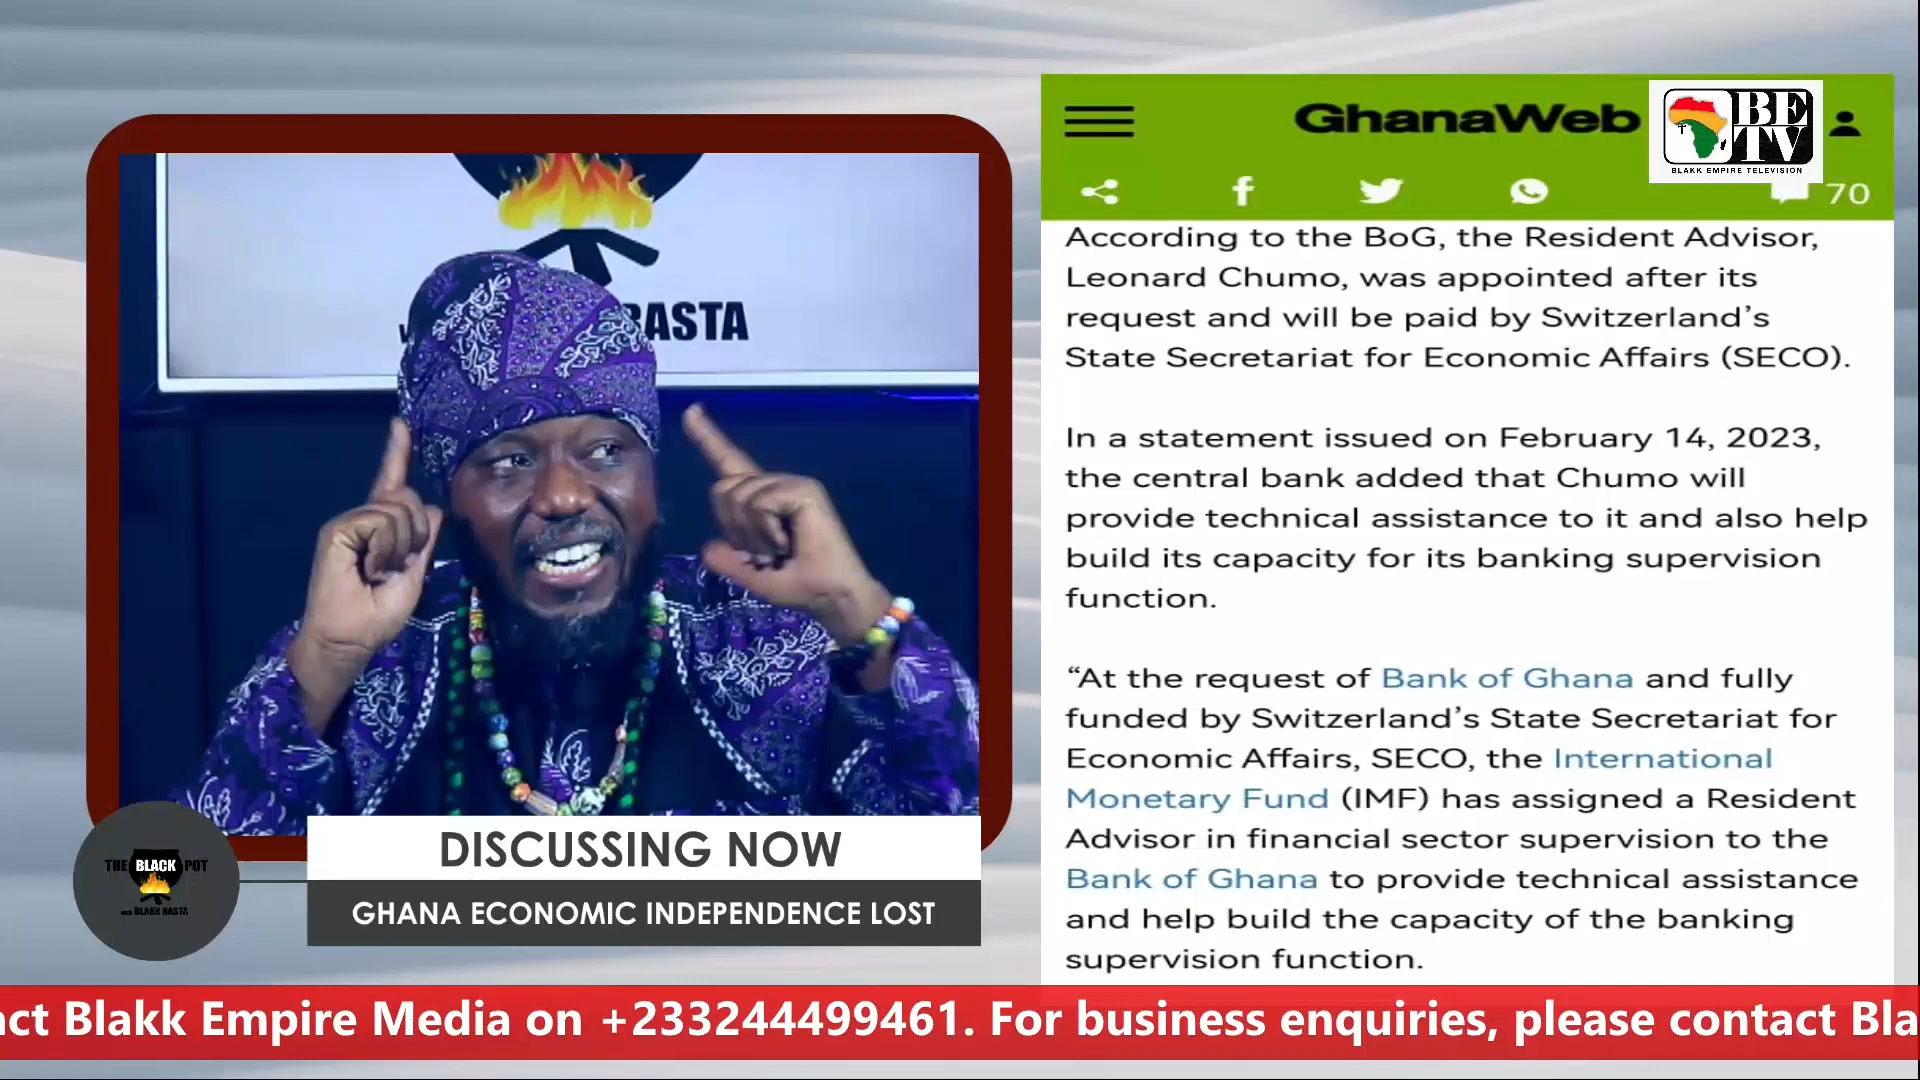 RASTA
THE BLACK POT
WITH BLAKK RASTA
DISCUSSING NOW
GHANA ECONOMIC INDEPENDENCE LOST
GhanaWeb
BE
TV
BLAKK EMPIRE TELEVISION
70
According to the BoG, the Resident Advisor,
Leonard Chumo, was appointed after its
request and will be paid by Switzerland’s
State Secretariat for Economic Affairs (SECO).
In a statement issued on February 14, 2023,
the central bank added that Chumo will
provide technical assistance to it and also help
build its capacity for its banking supervision
function.
“At the request of Bank of Ghana and fully
funded by Switzerland’s State Secretariat for
Economic Affairs, SECO, the International
Monetary Fund (IMF) has assigned a Resident
Advisor in financial sector supervision to the
Bank of Ghana to provide technical assistance
and help build the capacity of the banking
supervision function.
act Blakk Empire Media on +233244499461. For business enquiries, please contact Bla